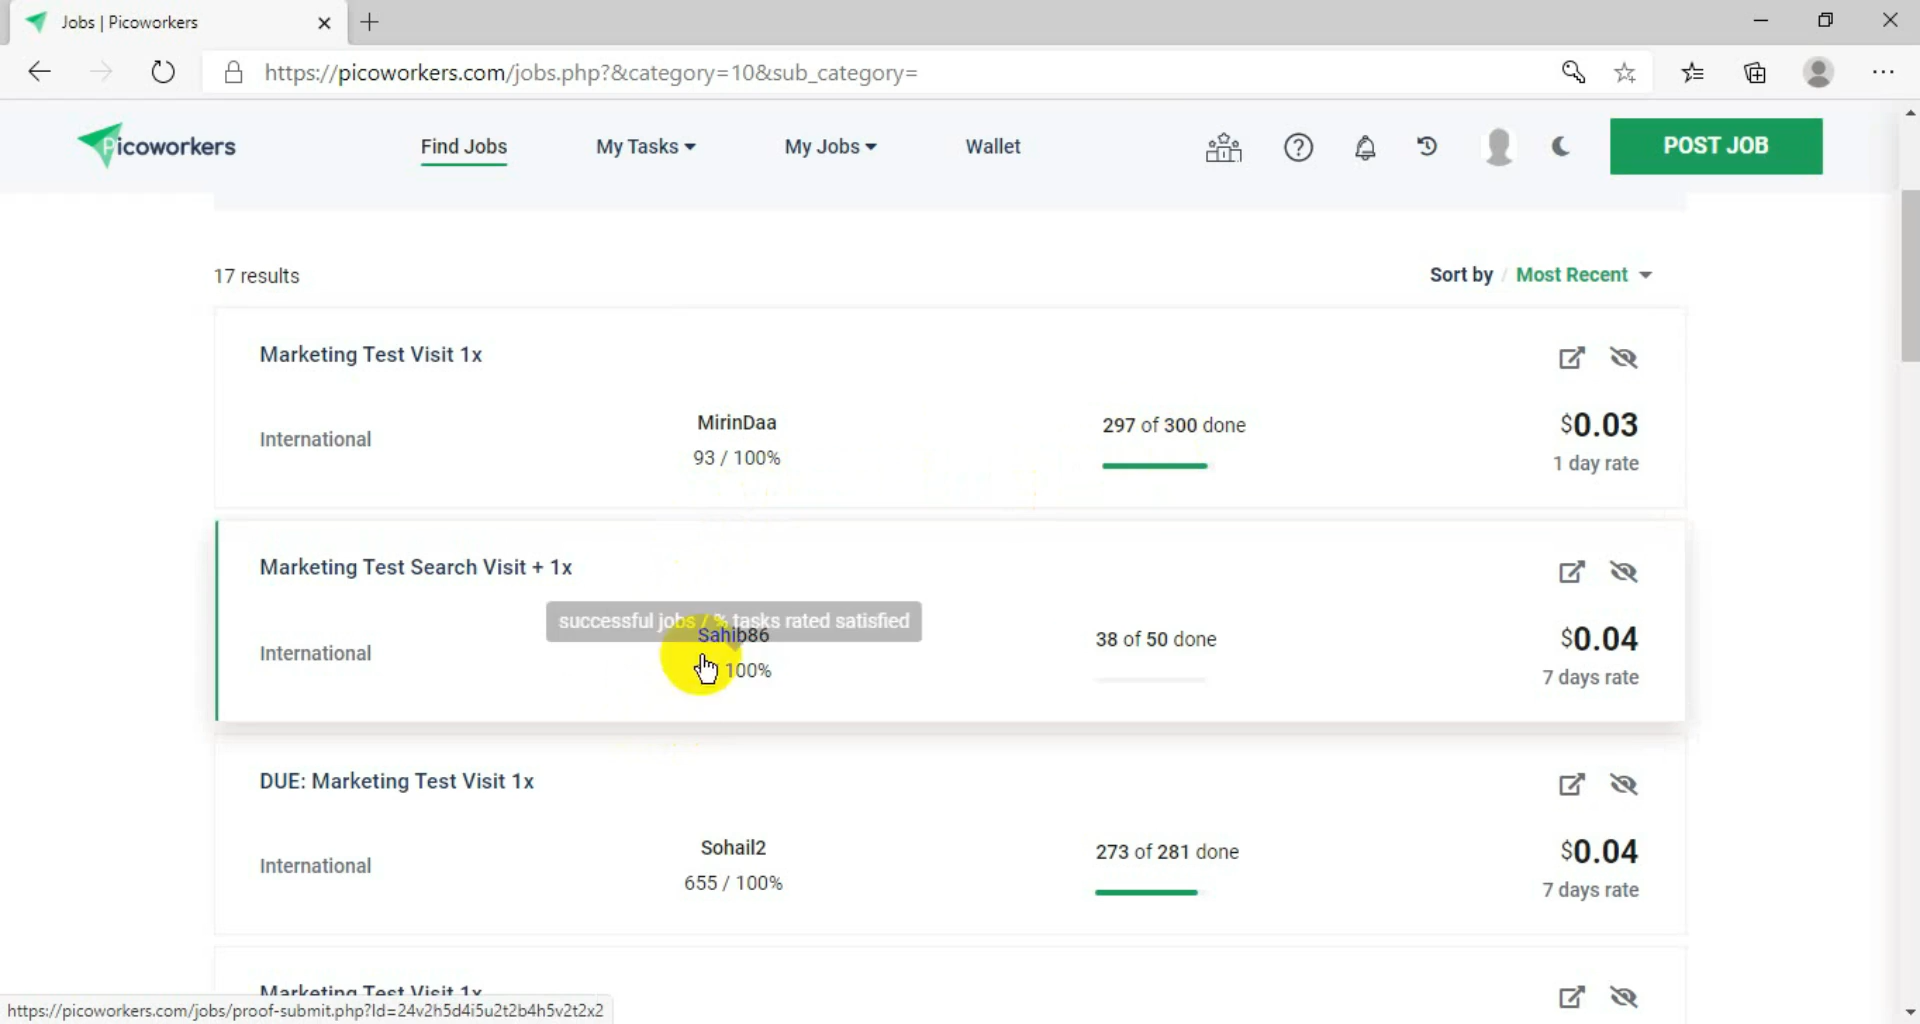 Jobs | Picoworkers
https://picoworkers.com/jobs.php?&category=10&sub_category=
Picoworkers
Find Jobs
My Tasks
My Jobs
Wallet
POST JOB
17 results
Sort by / Most Recent
Marketing Test Visit 1x
International
MirinDaa
93 / 100%
297 of 300 done
$0.03
1 day rate
Marketing Test Search Visit + 1x
successful jobs / % tasks rated satisfied
International
Sahib86
100%
38 of 50 done
$0.04
7 days rate
DUE: Marketing Test Visit 1x
International
Sohail2
655 / 100%
273 of 281 done
$0.04
7 days rate
Marketing Test Visit 1x
https://picoworkers.com/jobs/proof-submit.php?Id=24v2h5d4i5u2t2b4h5v2t2x2